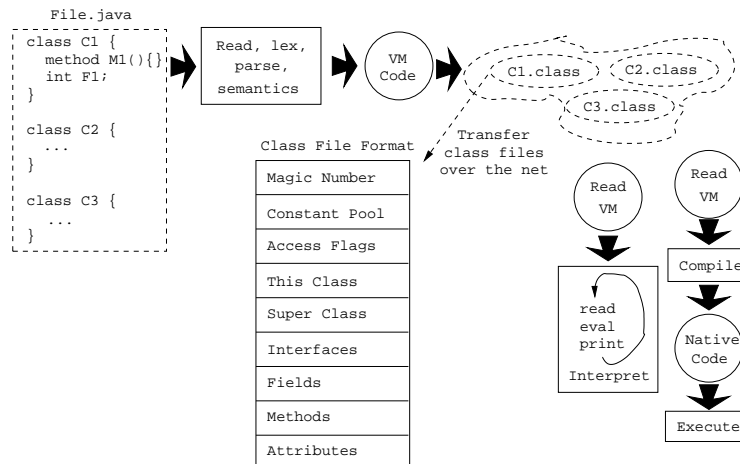 File.java
class C1 {
method M1(){}
int F1;
}
class C2 {
...
}
class C3 {
...
}
Read, lex,
parse,
semantics
VM
Code
C1.class
C2.class
C3.class
Transfer
class files
over the net
Class File Format
Magic Number
Constant Pool
Access Flags
This Class
Super Class
Interfaces
Fields
Methods
Attributes
Read
VM
read
eval
print
Interpret
Read
VM
Compile
Native
Code
Execute